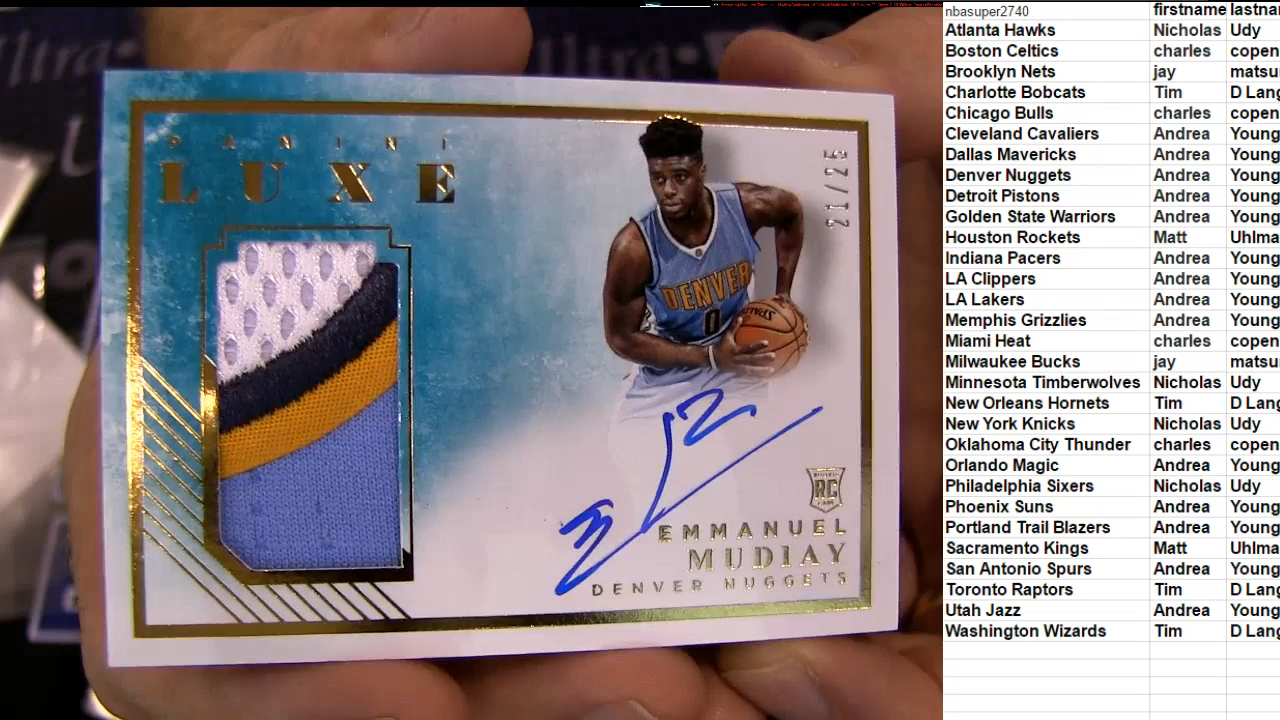 PANINI
LUXE
21/25
DENVER
0
RC
EMMANUEL
MUDIAY
DENVER NUGGETS
nbasuper2740 firstname lastnam
Atlanta Hawks Nicholas Udy
Boston Celtics charles copen
Brooklyn Nets jay matsu
Charlotte Bobcats Tim D Lang
Chicago Bulls charles copen
Cleveland Cavaliers Andrea Young
Dallas Mavericks Andrea Young
Denver Nuggets Andrea Young
Detroit Pistons Andrea Young
Golden State Warriors Andrea Young
Houston Rockets Matt Uhlma
Indiana Pacers Andrea Young
LA Clippers Andrea Young
LA Lakers Andrea Young
Memphis Grizzlies Andrea Young
Miami Heat charles copen
Milwaukee Bucks jay matsu
Minnesota Timberwolves Nicholas Udy
New Orleans Hornets Tim D Lang
New York Knicks Nicholas Udy
Oklahoma City Thunder charles copen
Orlando Magic Andrea Young
Philadelphia Sixers Nicholas Udy
Phoenix Suns Andrea Young
Portland Trail Blazers Andrea Young
Sacramento Kings Matt Uhlma
San Antonio Spurs Andrea Young
Toronto Raptors Tim D Lang
Utah Jazz Andrea Young
Washington Wizards Tim D Lang